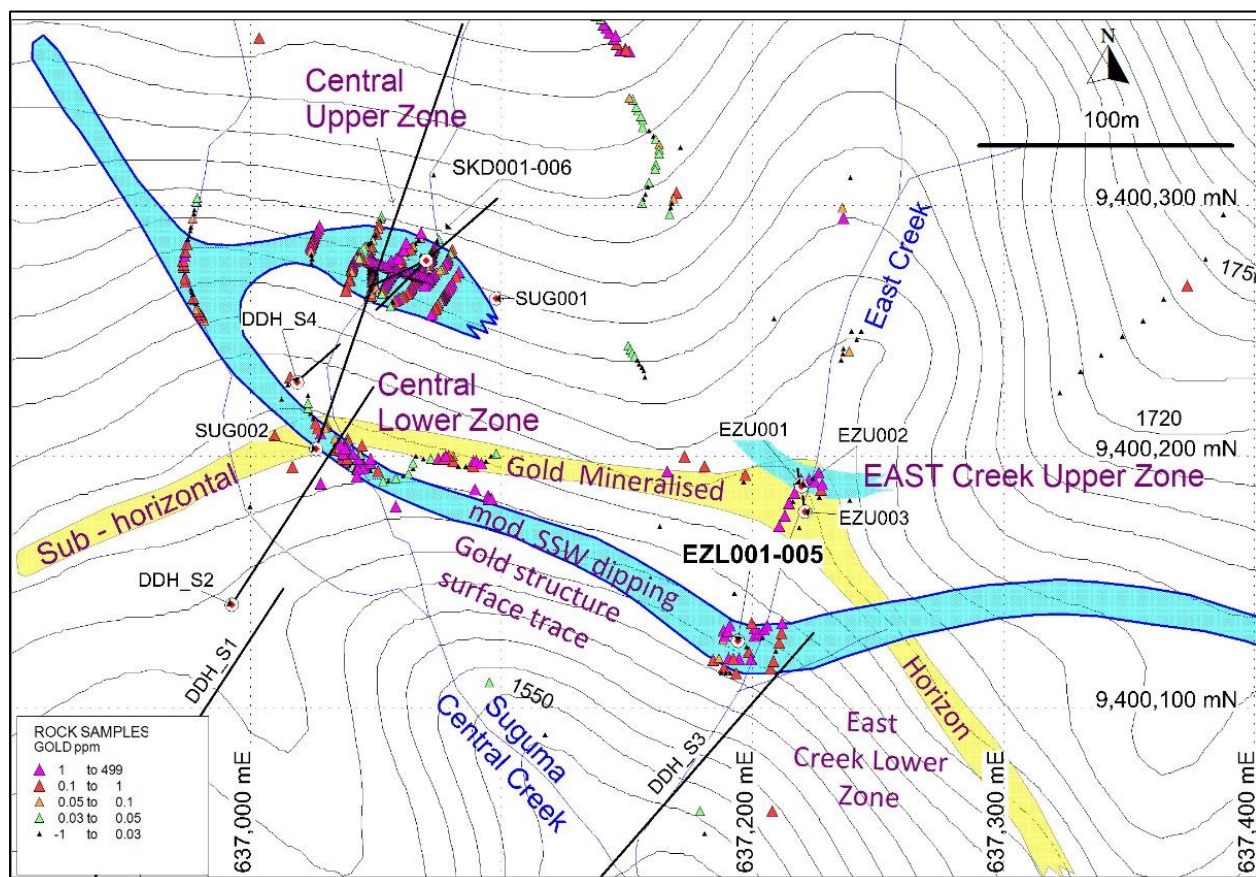 N
100m
Central
Upper Zone
SKD001-006
9,400,300 mN
East Creek
SUG001
DDH_S4
Central
Lower Zone
1720
SUG002
EZU001
EZU002
9,400,200 mN
Gold Mineralised
EAST Creek Upper Zone
Sub - horizontal
EZU003
mod SSW dipping
EZL001-005
Gold structure
surface trace
DDH_S2
DDH_S1
Horizon
1550
9,400,100 mN
Suguma
Central Creek
East
Creek Lower
Zone
DDH_S3
ROCK SAMPLES
GOLD ppm
1 to 499
0.1 to 1
0.05 to 0.1
0.03 to 0.05
-1 to 0.03
637,000 mE
637,200 mE
637,300 mE
637,400 mE